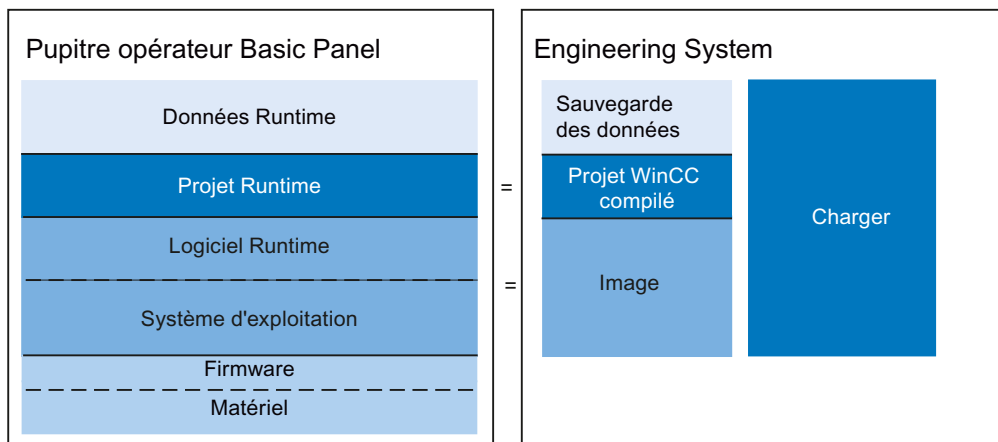 Pupitre opérateur Basic Panel
Données Runtime
Projet Runtime
Logiciel Runtime
Système d'exploitation
Firmware
Matériel
=
=
Engineering System
Sauvegarde
des données
Projet WinCC
compilé
Image
Charger